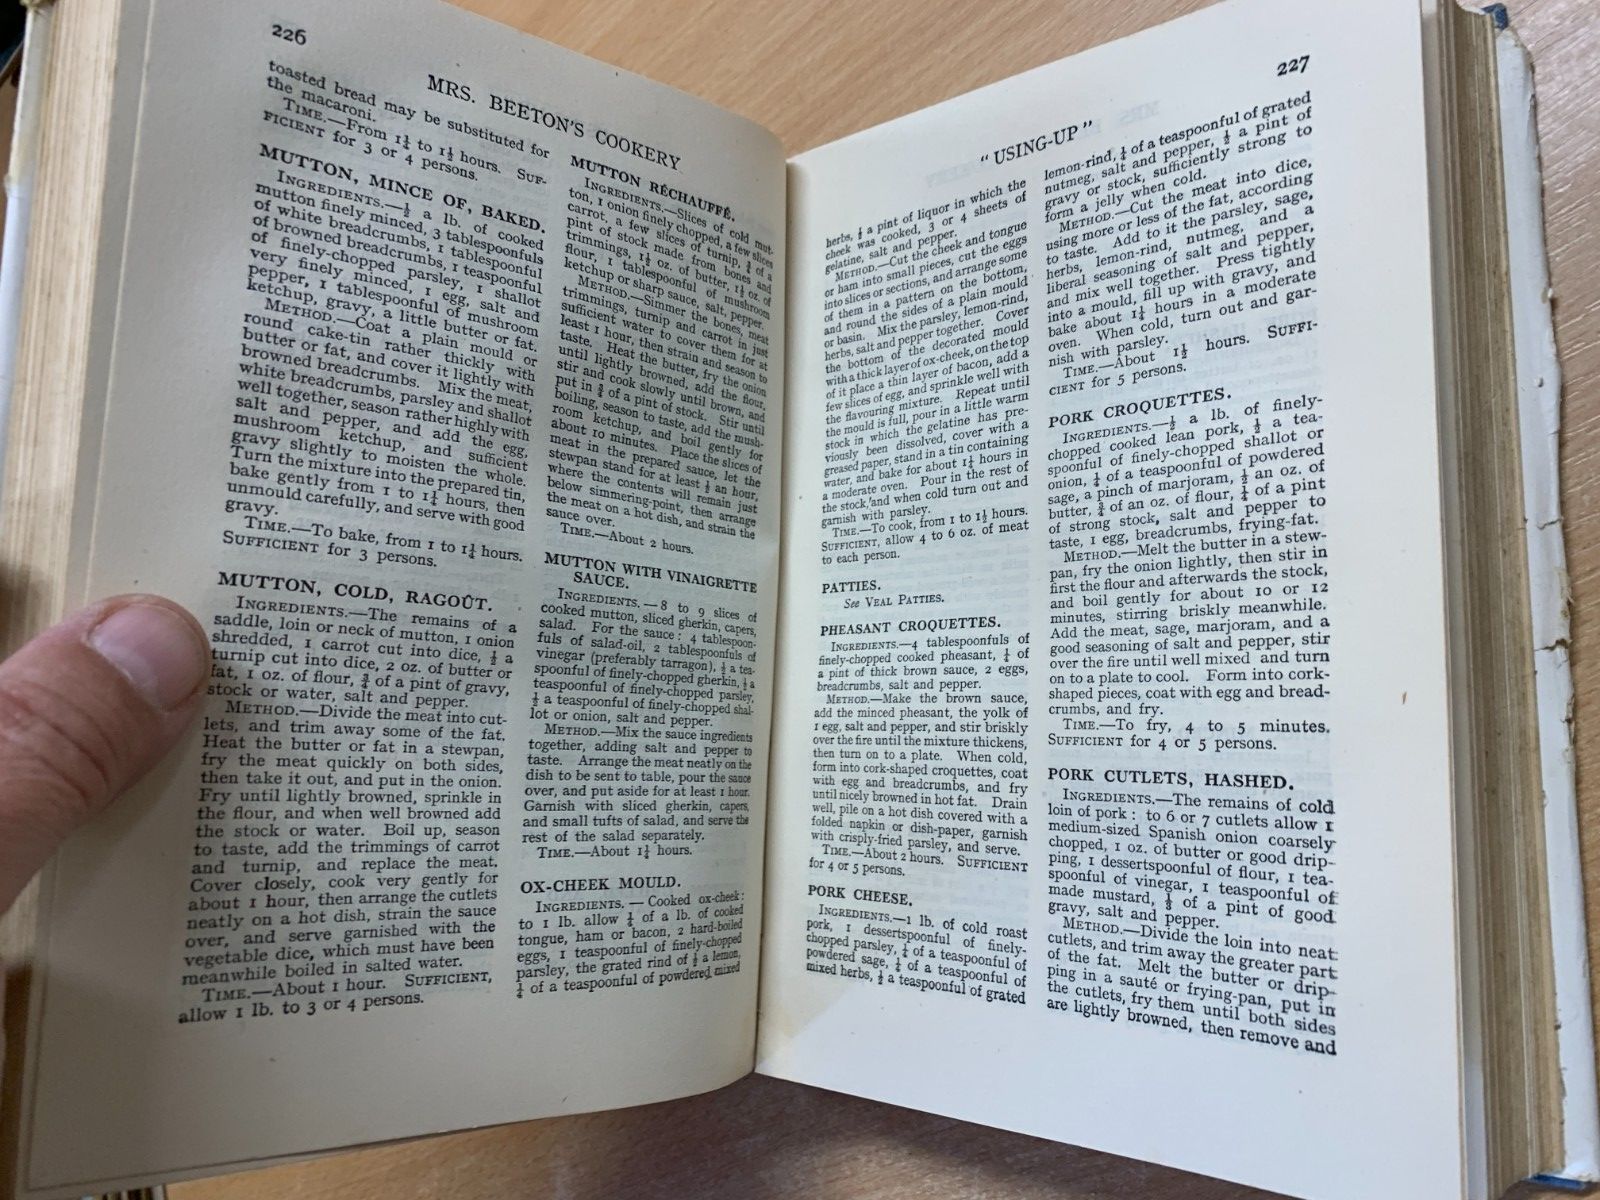 226
MRS. BEETON'S COOKERY
toasted bread may be substituted for
the macaroni.
TIME.—From 1¼ to 1½ hours. SUF-
FICIENT for 3 or 4 persons.
MUTTON, MINCE OF, BAKED.
INGREDIENTS.—½ a lb. of cooked
mutton finely minced, 3 tablespoonfuls
of white breadcrumbs, 1 tablespoonful
of browned breadcrumbs, 1 teaspoonful
of finely-chopped parsley, 1 shallot
very finely minced, 1 egg, salt and
pepper, 1 tablespoonful of mushroom
ketchup, gravy, a little butter or fat.
METHOD.—Coat a plain mould or
round cake-tin rather thickly with
butter or fat, and cover it lightly with
browned breadcrumbs. Mix the meat,
white breadcrumbs, parsley and shallot
well together, season rather highly with
salt and pepper, and add the egg,
mushroom ketchup, and sufficient
gravy slightly to moisten the whole.
Turn the mixture into the prepared tin,
bake gently from 1 to 1¼ hours, then
unmould carefully, and serve with good
gravy.
TIME.—To bake, from 1 to 1¼ hours.
SUFFICIENT for 3 persons.
MUTTON, COLD, RAGOÛT.
INGREDIENTS.—The remains of a
saddle, loin or neck of mutton, 1 onion
shredded, 1 carrot cut into dice, ½ a
turnip cut into dice, 2 oz. of butter or
fat, 1 oz. of flour, ¾ of a pint of gravy,
stock or water, salt and pepper.
METHOD.—Divide the meat into cut-
lets, and trim away some of the fat.
Heat the butter or fat in a stewpan,
fry the meat quickly on both sides,
then take it out, and put in the onion.
Fry until lightly browned, sprinkle in
the flour, and when well browned add
the stock or water. Boil up, season
to taste, add the trimmings of carrot
and turnip, and replace the meat.
Cover closely, cook very gently for
about 1 hour, then arrange the cutlets
neatly on a hot dish, strain the sauce
over, and serve garnished with the
vegetable dice, which must have been
meanwhile boiled in salted water.
TIME.—About 1 hour. SUFFICIENT,
allow 1 lb. to 3 or 4 persons.
MUTTON RÉCHAUFFÉ.
INGREDIENTS.—Slices of cold mut-
ton, 1 onion finely chopped, a few slices
carrot, a few slices of turnip, ¾ of a
pint of stock made from bones and
trimmings, 1½ oz. of butter, 1½ oz. of
flour, 1 tablespoonful of mushroom
ketchup or sharp sauce, salt, pepper.
METHOD.—Simmer the bones, meat
trimmings, turnip and carrot in just
sufficient water to cover them for at
least 1 hour, then strain and season to
taste. Heat the butter, fry the onion
until lightly browned, add the flour,
stir and cook slowly until brown, and
put in ¾ of a pint of stock. Stir until
boiling, season to taste, add the mush-
room ketchup, and boil gently for
about 10 minutes. Place the slices of
meat in the prepared sauce, let the
stewpan stand for at least ½ an hour,
where the contents will remain just
below simmering-point, then arrange
the meat on a hot dish, and strain the
sauce over.
TIME.—About 2 hours.
MUTTON WITH VINAIGRETTE
SAUCE.
INGREDIENTS.—8 to 9 slices of
cooked mutton, sliced gherkin, capers,
salad. For the sauce: 4 tablespoon-
fuls of salad-oil, 2 tablespoonfuls of
vinegar (preferably tarragon), ½ a tea-
spoonful of finely-chopped gherkin, ½ a
teaspoonful of finely-chopped parsley,
½ a teaspoonful of finely-chopped shal-
lot or onion, salt and pepper.
METHOD.—Mix the sauce ingredients
together, adding salt and pepper to
taste. Arrange the meat neatly on the
dish to be sent to table, pour the sauce
over, and put aside for at least 1 hour.
Garnish with sliced gherkin, capers,
and small tufts of salad, and serve the
rest of the salad separately.
TIME.—About 1¼ hours.
OX-CHEEK MOULD.
INGREDIENTS.—Cooked ox-cheek:
to 1 lb. allow ¼ of a lb. of cooked
tongue, ham or bacon, 2 hard-boiled
eggs, 1 teaspoonful of finely-chopped
parsley, the grated rind of ½ a lemon,
¼ of a teaspoonful of powdered mixed
227
"USING-UP"
herbs, ½ a pint of liquor in which the
cheek was cooked, 3 or 4 sheets of
gelatine, salt and pepper.
METHOD.—Cut the cheek and tongue
or ham into small pieces, cut the eggs
into slices or sections, and arrange some
of them in a pattern on the bottom,
and round the sides of a plain mould
or basin. Mix the parsley, lemon-rind,
herbs, salt and pepper together. Cover
the bottom of the decorated mould
with a thick layer of ox-cheek, on the top
of it place a thin layer of bacon, add a
few slices of egg, and sprinkle well with
the flavouring mixture. Repeat until
the mould is full, pour in a little warm
stock in which the gelatine has pre-
viously been dissolved, cover with a
greased paper, stand in a tin containing
water, and bake for about 1¼ hours in
a moderate oven. Pour in the rest of
the stock, and when cold turn out and
garnish with parsley.
TIME.—To cook, from 1 to 1½ hours.
SUFFICIENT, allow 4 to 6 oz. of meat
to each person.
PATTIES.
See VEAL PATTIES.
PHEASANT CROQUETTES.
INGREDIENTS.—4 tablespoonfuls of
finely-chopped cooked pheasant, ¼ of
a pint of thick brown sauce, 2 eggs,
breadcrumbs, salt and pepper.
METHOD.—Make the brown sauce,
add the minced pheasant, the yolk of
1 egg, salt and pepper, and stir briskly
over the fire until the mixture thickens,
then turn on to a plate. When cold,
form into cork-shaped croquettes, coat
with egg and breadcrumbs, and fry
until nicely browned in hot fat. Drain
well, pile on a hot dish covered with a
folded napkin or dish-paper, garnish
with crisply-fried parsley, and serve.
TIME.—About 2 hours. SUFFICIENT
for 4 or 5 persons.
PORK CHEESE.
INGREDIENTS.—1 lb. of cold roast
pork, 1 dessertspoonful of finely-
chopped parsley, ¼ of a teaspoonful of
powdered sage, ¼ of a teaspoonful of
mixed herbs, ½ a teaspoonful of grated
lemon-rind, ¼ of a teaspoonful of grated
nutmeg, salt and pepper, ½ a pint of
gravy or stock, sufficiently strong to
form a jelly when cold.
METHOD.—Cut the meat into dice,
using more or less of the fat, according
to taste. Add to it the parsley, sage,
herbs, lemon-rind, nutmeg, and a
liberal seasoning of salt and pepper,
and mix well together. Press tightly
into a mould, fill up with gravy, and
bake about 1¼ hours in a moderate
oven. When cold, turn out and gar-
nish with parsley.
TIME.—About 1½ hours. SUFFI-
CIENT for 5 persons.
PORK CROQUETTES.
INGREDIENTS.—½ a lb. of finely-
chopped cooked lean pork, ½ a tea-
spoonful of finely-chopped shallot or
onion, ¼ of a teaspoonful of powdered
sage, a pinch of marjoram, ½ an oz. of
butter, ¾ of an oz. of flour, ¼ of a pint
of strong stock, salt and pepper to
taste, 1 egg, breadcrumbs, frying-fat.
METHOD.—Melt the butter in a stew-
pan, fry the onion lightly, then stir in
first the flour and afterwards the stock,
and boil gently for about 10 or 12
minutes, stirring briskly meanwhile.
Add the meat, sage, marjoram, and a
good seasoning of salt and pepper, stir
over the fire until well mixed and turn
on to a plate to cool. Form into cork-
shaped pieces, coat with egg and bread-
crumbs, and fry.
TIME.—To fry, 4 to 5 minutes.
SUFFICIENT for 4 or 5 persons.
PORK CUTLETS, HASHED.
INGREDIENTS.—The remains of cold
loin of pork: to 6 or 7 cutlets allow 1
medium-sized Spanish onion coarsely
chopped, 1 oz. of butter or good drip-
ping, 1 dessertspoonful of flour, 1 tea-
spoonful of vinegar, 1 teaspoonful of
made mustard, ⅜ of a pint of good
gravy, salt and pepper.
METHOD.—Divide the loin into neat
cutlets, and trim away the greater part
of the fat. Melt the butter or drip-
ping in a sauté or frying-pan, put in
the cutlets, fry them until both sides
are lightly browned, then remove and